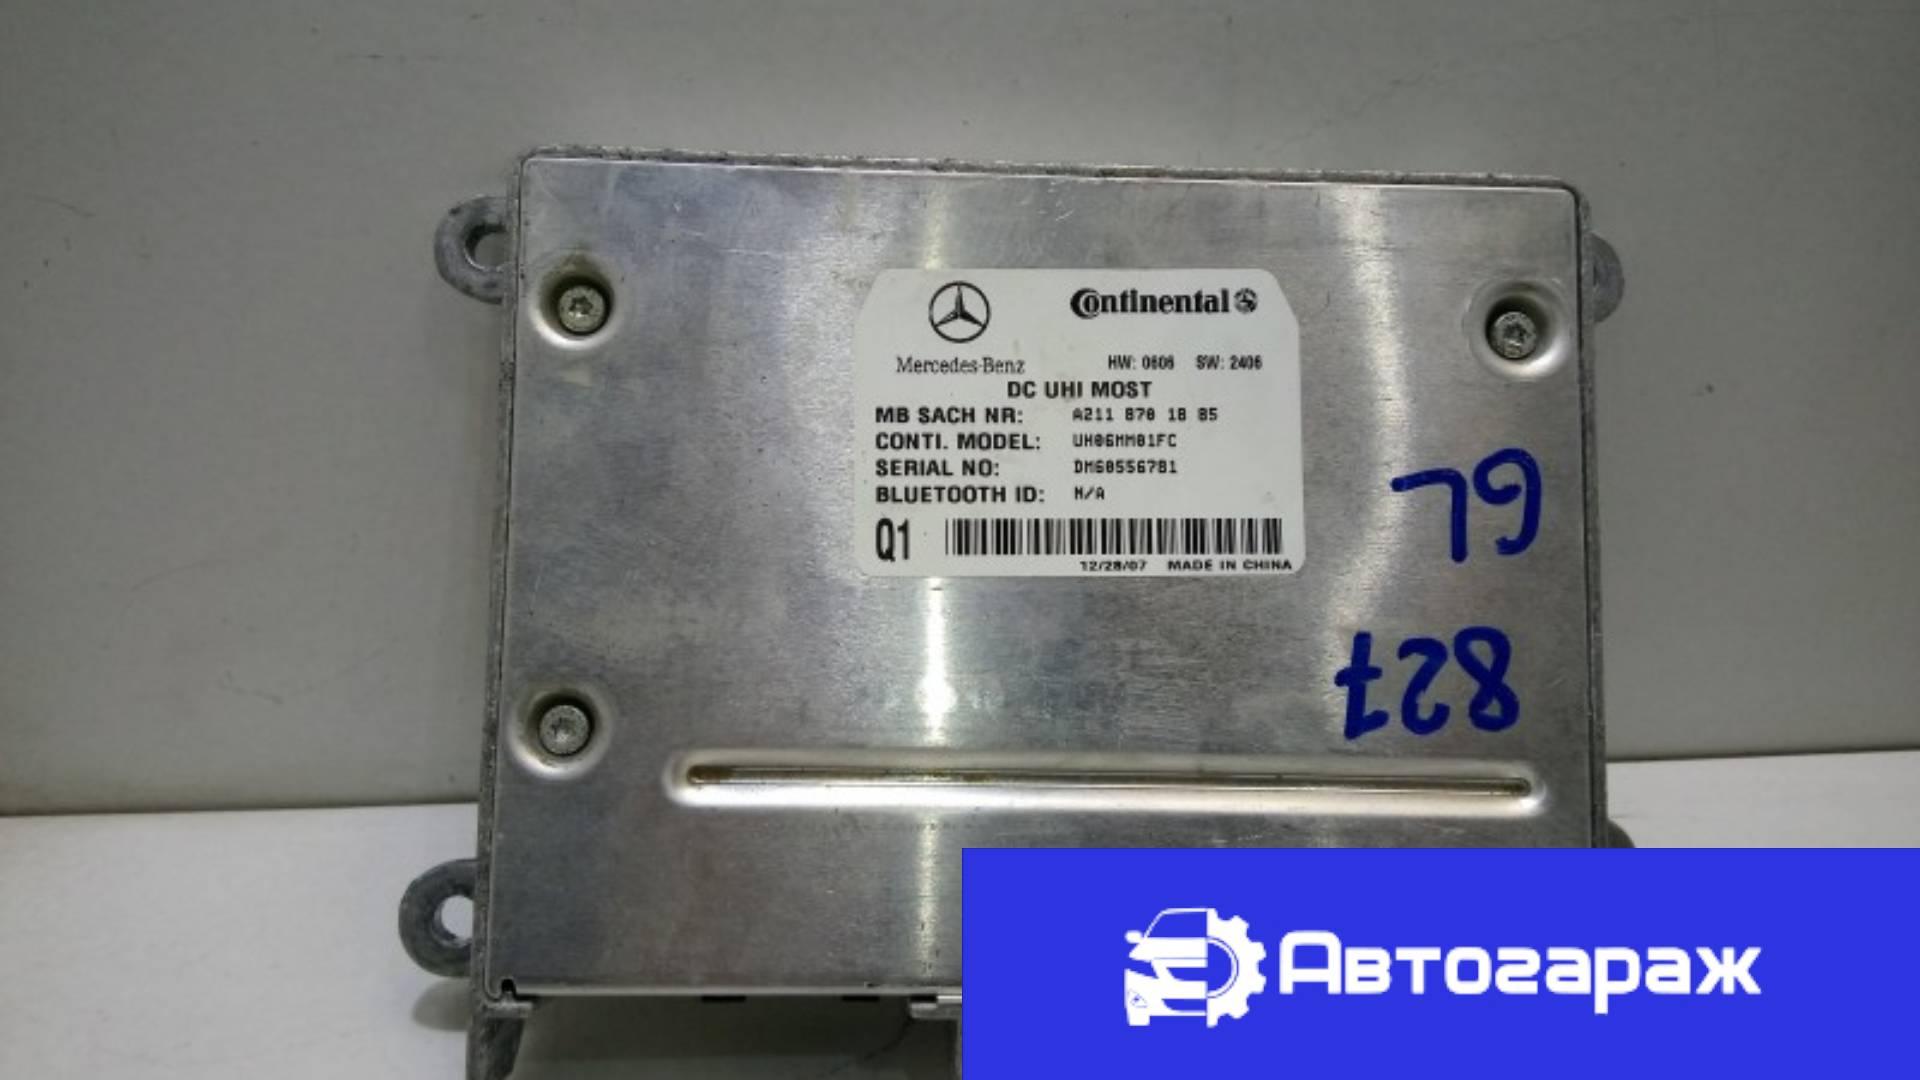 Continental
Mercedes-Benz
HW: 0606 SW: 2406
DC UHI MOST
MB SACH NR: A211 870 18 85
CONTI. MODEL: UH06MM01FC
SERIAL NO: DM60556781
BLUETOOTH ID: N/A
Q1
12/28/07 MADE IN CHINA
GL
827
Автогараж